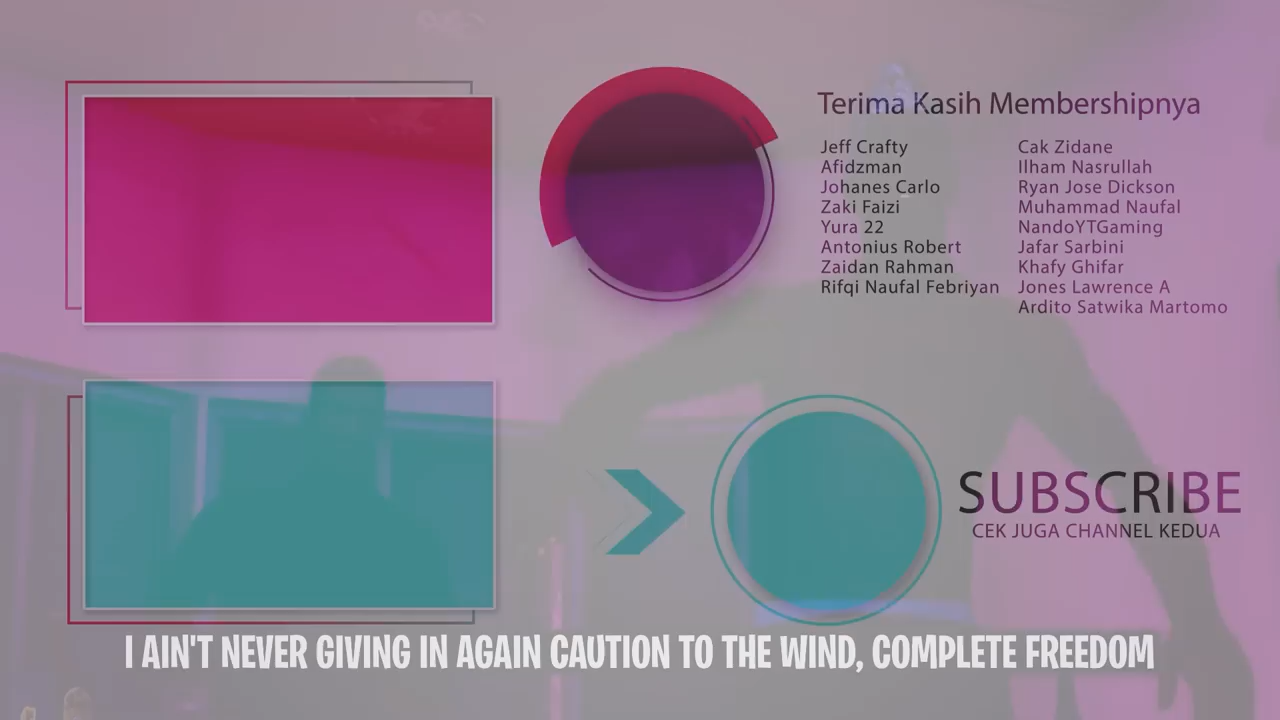 Terima Kasih Membershipnya
Jeff Crafty
Afidzman
Johanes Carlo
Zaki Faizi
Yura 22
Antonius Robert
Zaidan Rahman
Rifqi Naufal Febriyan
Cak Zidane
Ilham Nasrullah
Ryan Jose Dickson
Muhammad Naufal
NandoYTGaming
Jafar Sarbini
Khafy Ghifar
Jones Lawrence A
Ardito Satwika Martomo
SUBSCRIBE
CEK JUGA CHANNEL KEDUA
I AIN'T NEVER GIVING IN AGAIN CAUTION TO THE WIND, COMPLETE FREEDOM